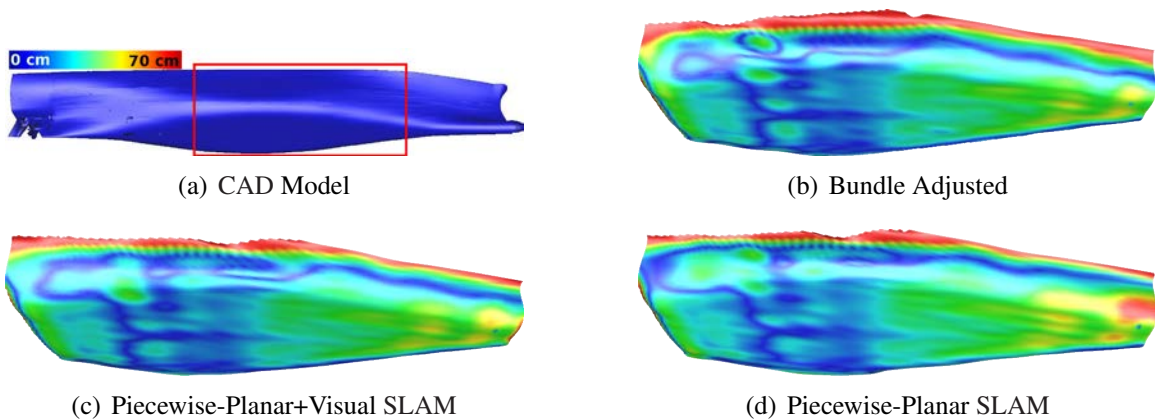 0 cm 70 cm
(a) CAD Model
(b) Bundle Adjusted
(c) Piecewise-Planar+Visual SLAM
(d) Piecewise-Planar SLAM